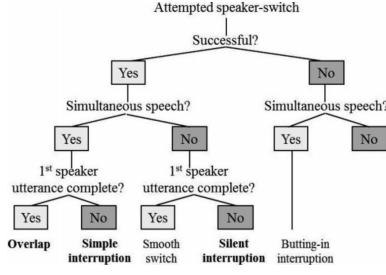 Attempted speaker-switch
Successful?
Yes No
Simultaneous speech? Simultaneous speech?
Yes No Yes No
1st speaker 1st speaker
utterance complete? utterance complete?
Yes No Yes No
Overlap Simple Smooth Silent Butting-in
interruption switch interruption interruption